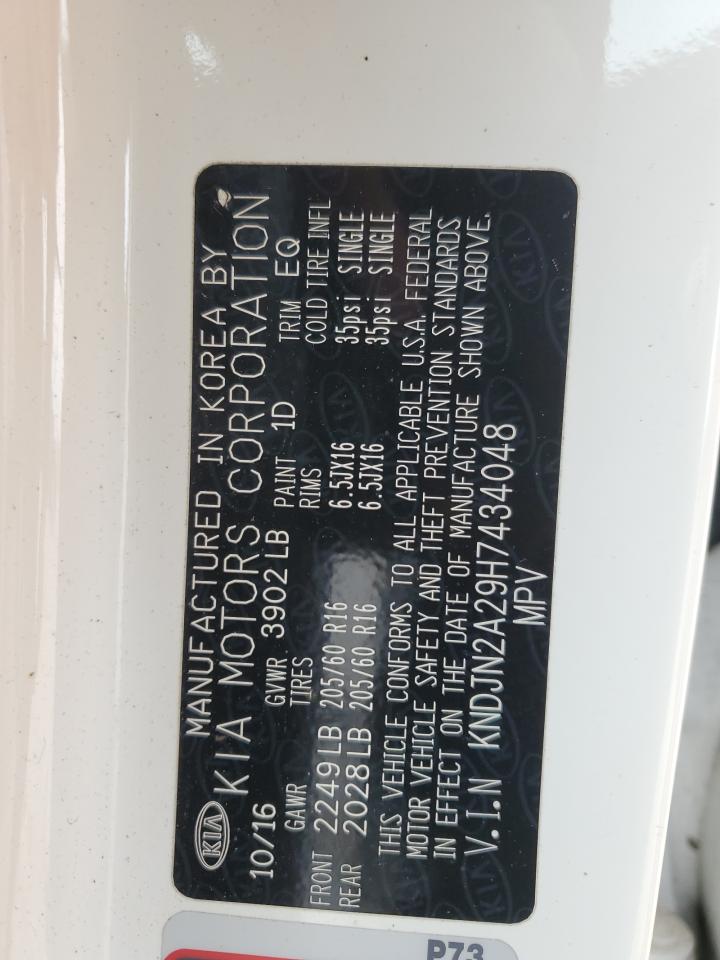 MANUFACTURED IN KOREA BY
KIA KIA MOTORS CORPORATION
10/16 GVWR 3902 LB PAINT 1D TRIM EQ
GAWR TIRES RIMS COLD TIRE INFL
FRONT 2249 LB 205/60 R16 6.5JX16 35psi SINGLE
REAR 2028 LB 205/60 R16 6.5JX16 35psi SINGLE
THIS VEHICLE CONFORMS TO ALL APPLICABLE U.S.A. FEDERAL
MOTOR VEHICLE SAFETY AND THEFT PREVENTION STANDARDS
IN EFFECT ON THE DATE OF MANUFACTURE SHOWN ABOVE.
V.I.N KNDJN2A29H7434048
MPV
P73